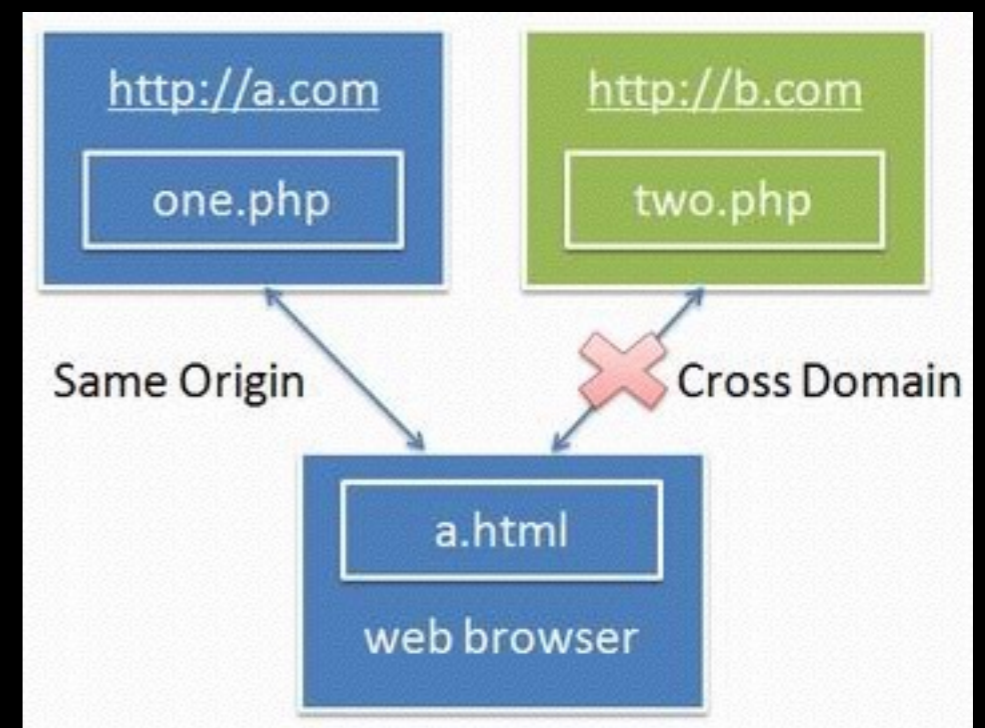 http://a.com
one.php
http://b.com
two.php
Same Origin
Cross Domain
a.html
web browser